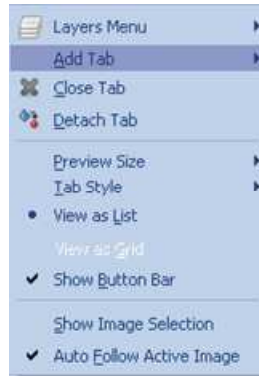 Layers Menu
Add Tab
Close Tab
Detach Tab
Preview Size
Tab Style
View as List
View as Grid
Show Button Bar
Show Image Selection
Auto Follow Active Image